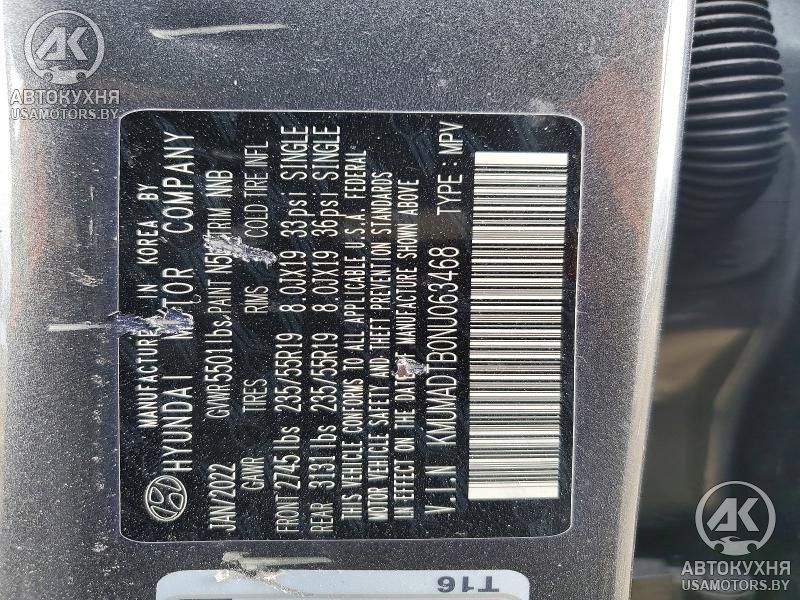 АК
АВТОКУХНЯ
USAMOTORS.BY
MANUFACTURED IN KOREA BY
HYUNDAI MOTOR COMPANY
JAN/2022 GVWR 5501 lbs. PAINT TRIM NNB
GAWR TIRES RIMS COLD TIRE INFL
FRONT 2745 lbs 235/55R19 8.0JX19 33psi SINGLE
REAR 3131 lbs 235/55R19 8.0JX19 36psi SINGLE
THIS VEHICLE CONFORMS TO ALL APPLICABLE U.S.A. FEDERAL
MOTOR VEHICLE SAFETY AND THEFT PREVENTION STANDARDS
IN EFFECT ON THE DATE OF MANUFACTURE SHOWN ABOVE
V.I.N KMUMADTB0NU063468 TYPE : MPV
T16
АК
АВТОКУХНЯ
USAMOTORS.BY